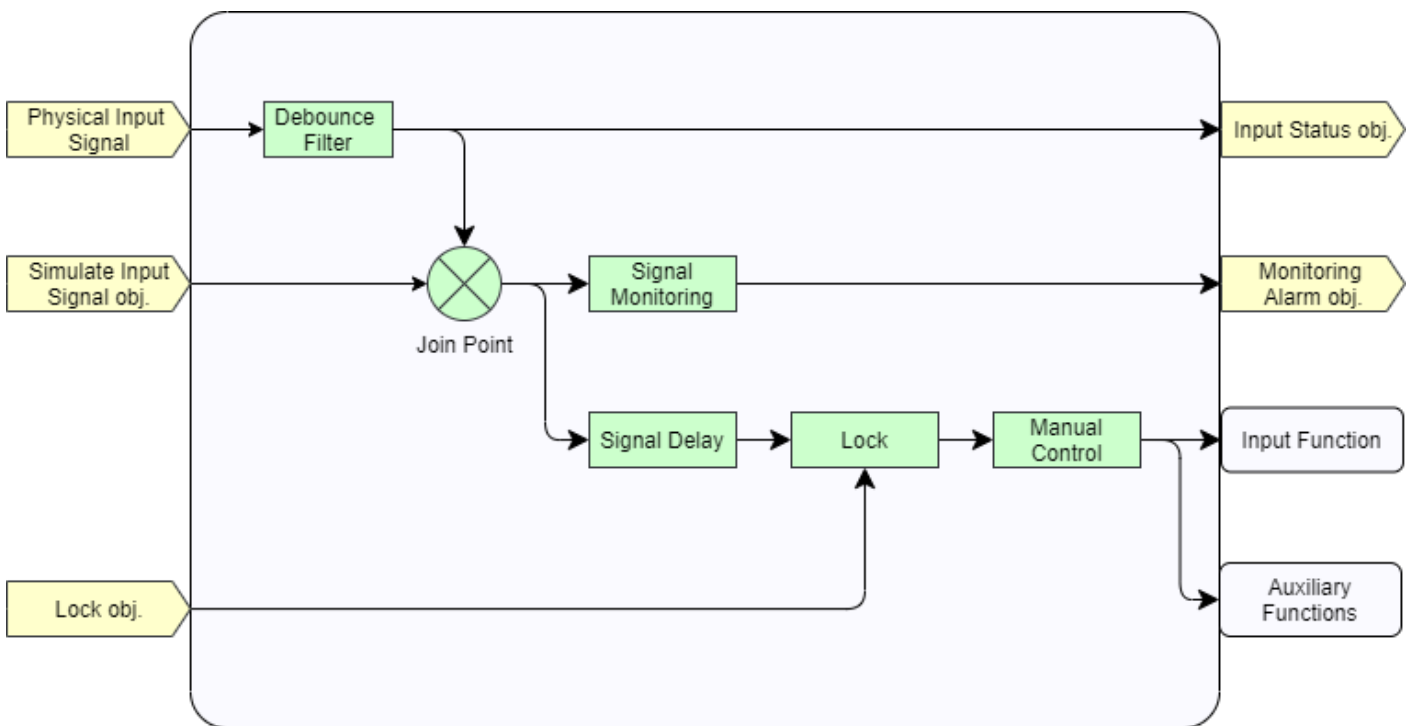 Physical Input
Signal
Debounce
Filter
Input Status obj.
Simulate Input
Signal obj.
Join Point
Signal
Monitoring
Monitoring
Alarm obj.
Signal Delay
Lock
Manual
Control
Input Function
Lock obj.
Auxiliary
Functions